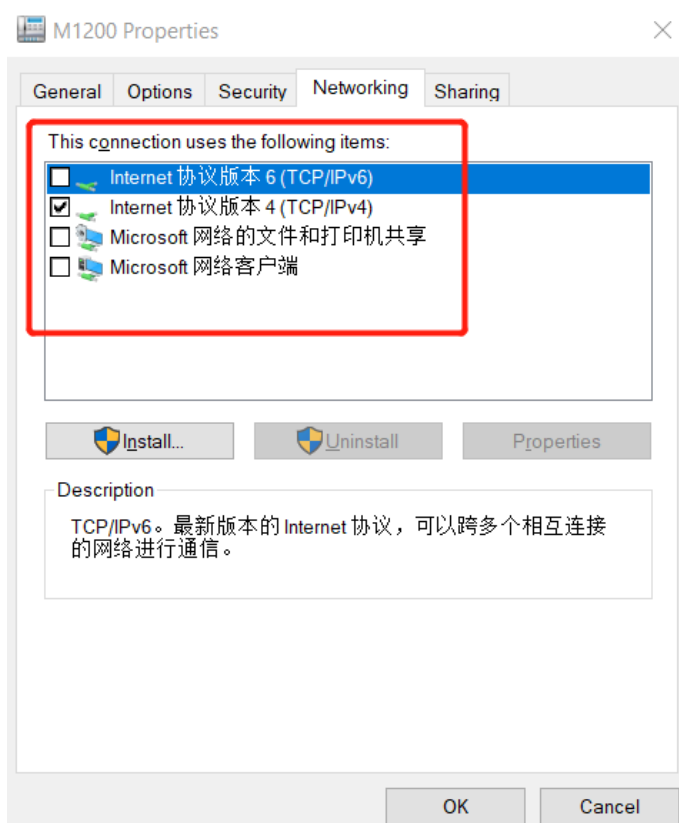 M1200 Properties
General Options Security Networking Sharing
This connection uses the following items:
Internet 协议版本 6 (TCP/IPv6)
Internet 协议版本 4 (TCP/IPv4)
Microsoft 网络的文件和打印机共享
Microsoft 网络客户端
Install... Uninstall Properties
Description
TCP/IPv6。最新版本的 Internet 协议，可以跨多个相互连接
的网络进行通信。
OK Cancel